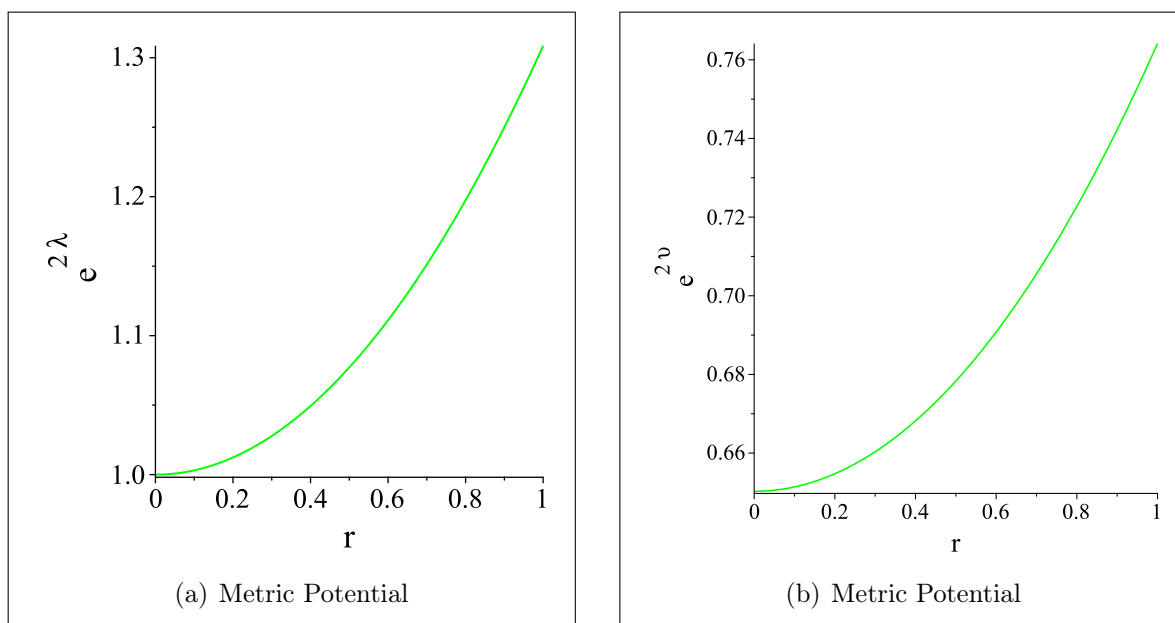 1.3
1.2
1.1
1.0
e^{2 λ}
0 0.2 0.4 0.6 0.8 1
r
(a) Metric Potential
0.76
0.74
0.72
0.70
0.68
0.66
e^{2 υ}
0 0.2 0.4 0.6 0.8 1
r
(b) Metric Potential